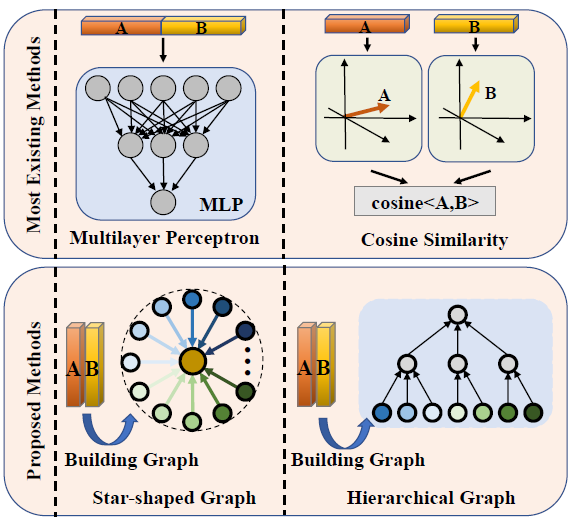 Most Existing Methods
A B
MLP
Multilayer Perceptron
A B
A
B
cosine<A,B>
Cosine Similarity
Proposed Methods
A B
Building Graph
Star-shaped Graph
A B
Building Graph
Hierarchical Graph